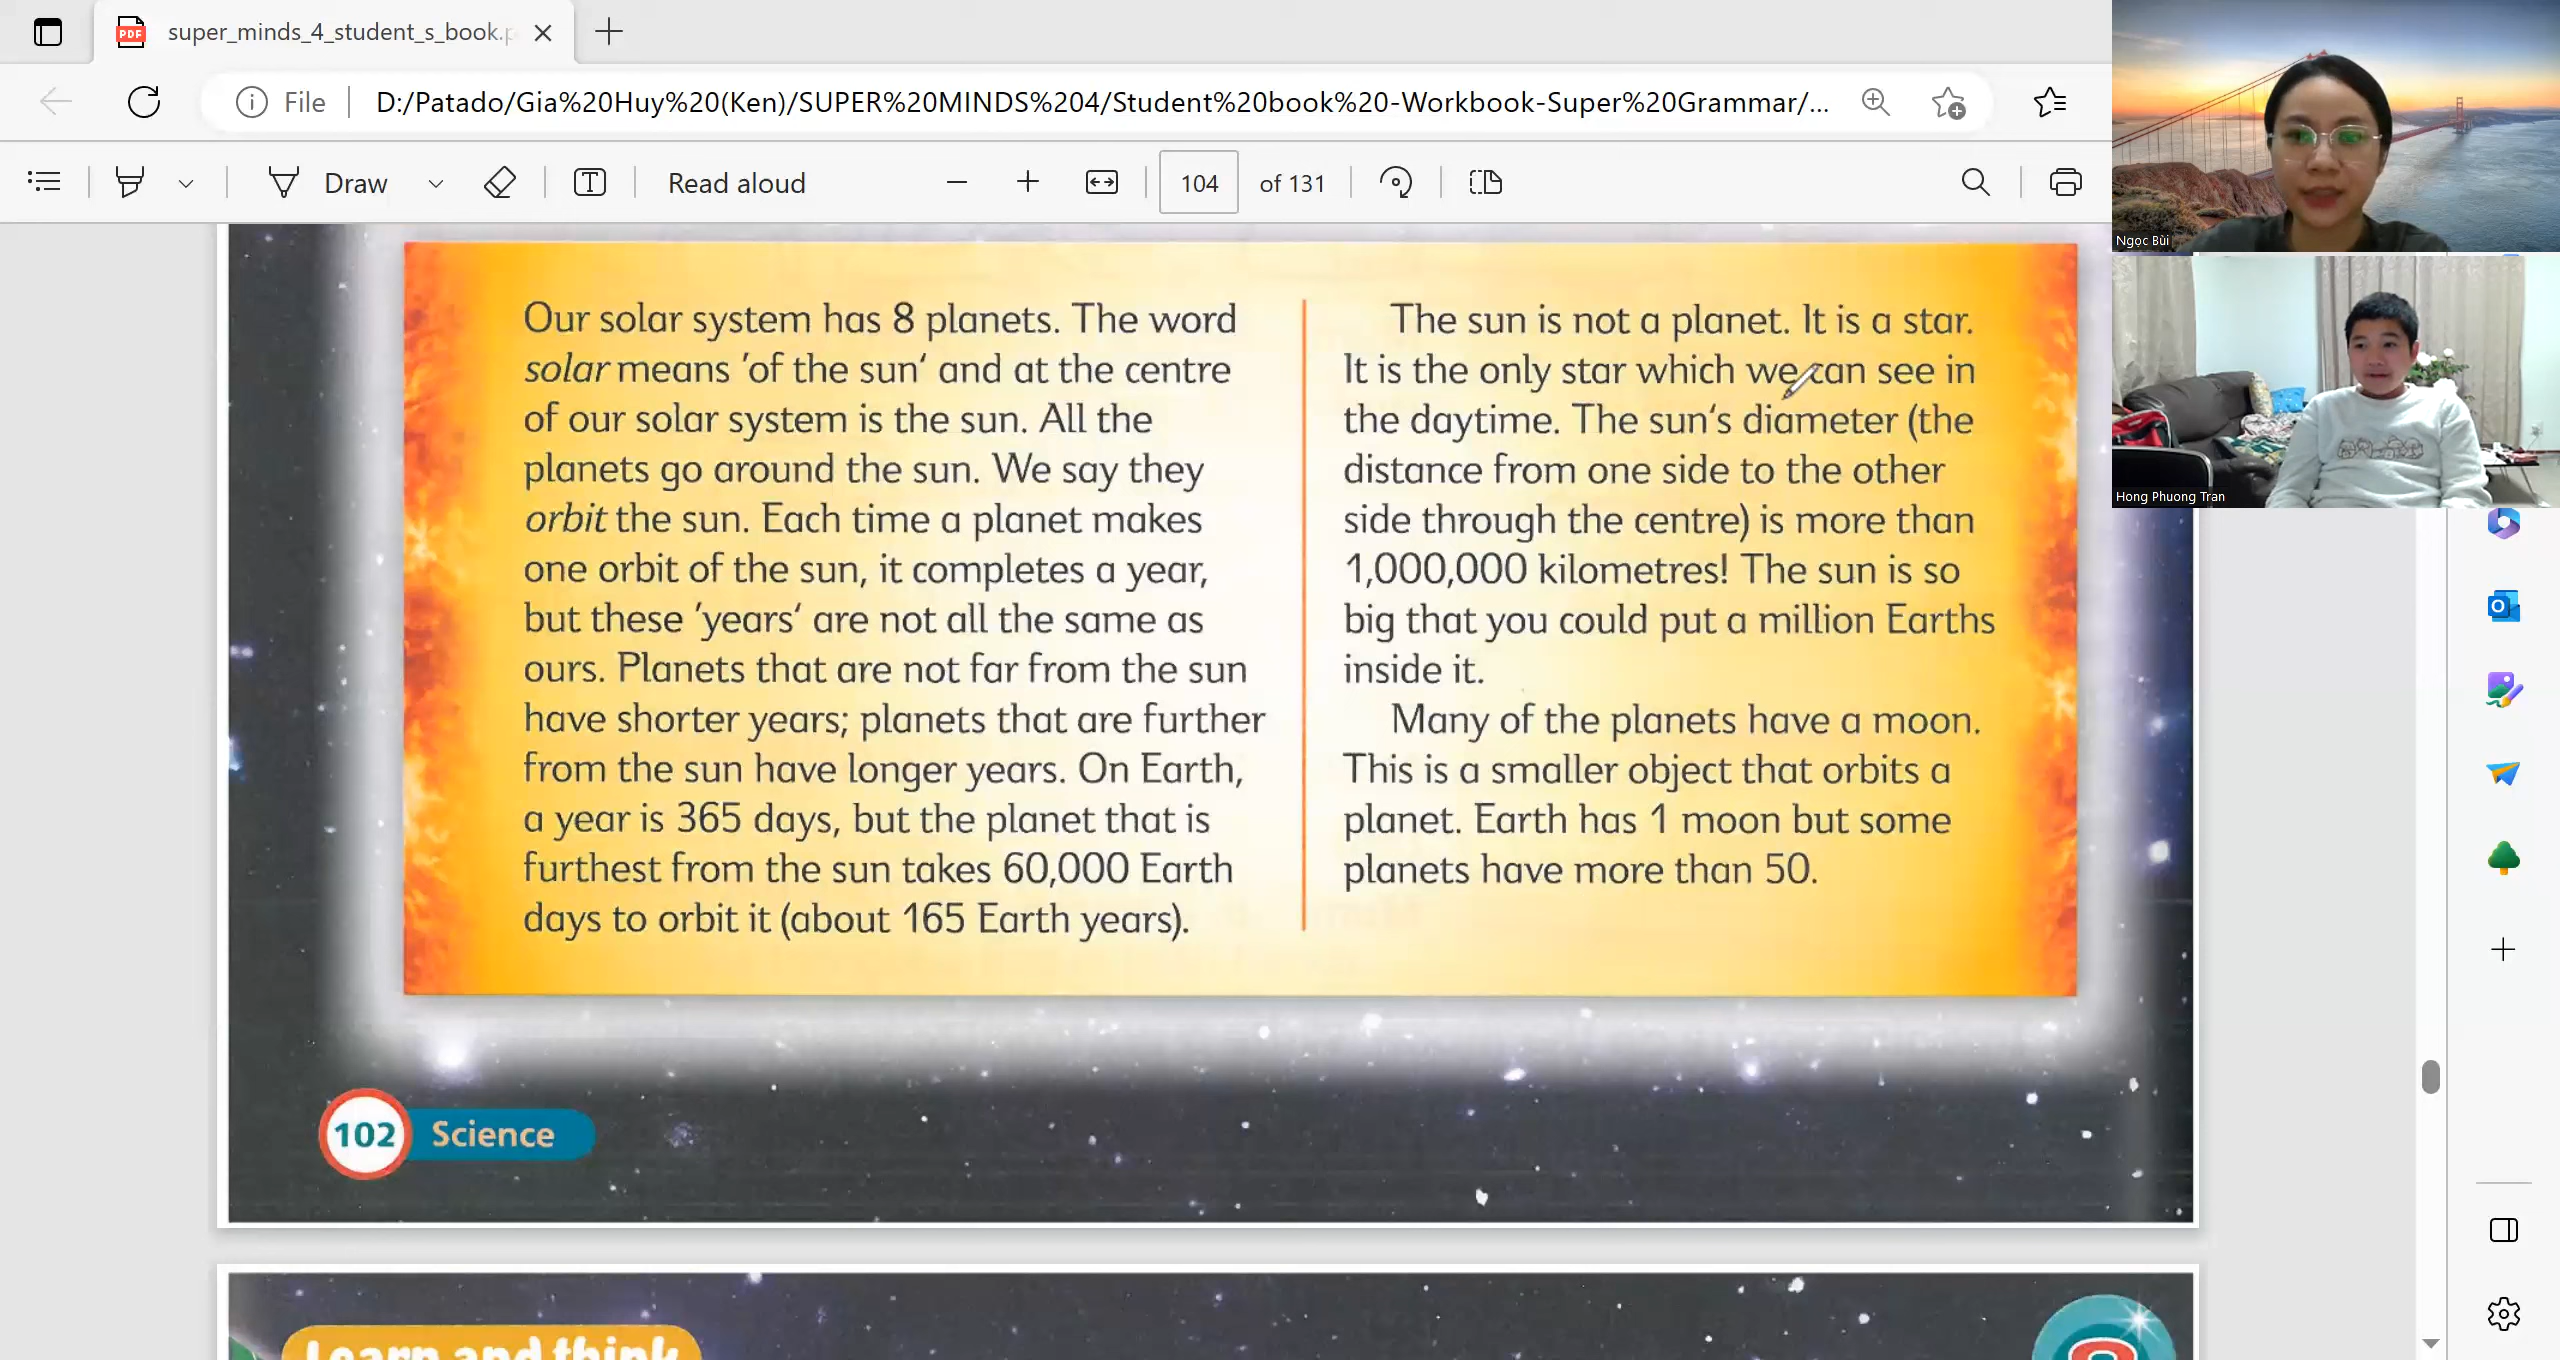 super_minds_4_student_s_book.p
File
D:/Patado/Gia%20Huy%20(Ken)/SUPER%20MINDS%204/Student%20book%20-Workbook-Super%20Grammar/...
Draw
Read aloud
104
of 131
Ngọc Bùi
Hong Phuong Tran
Our solar system has 8 planets. The word
solar means ’of the sun‘ and at the centre
of our solar system is the sun. All the
planets go around the sun. We say they
orbit the sun. Each time a planet makes
one orbit of the sun, it completes a year,
but these ’years‘ are not all the same as
ours. Planets that are not far from the sun
have shorter years; planets that are further
from the sun have longer years. On Earth,
a year is 365 days, but the planet that is
furthest from the sun takes 60,000 Earth
days to orbit it (about 165 Earth years).
The sun is not a planet. It is a star.
It is the only star which we can see in
the daytime. The sun‘s diameter (the
distance from one side to the other
side through the centre) is more than
1,000,000 kilometres! The sun is so
big that you could put a million Earths
inside it.
Many of the planets have a moon.
This is a smaller object that orbits a
planet. Earth has 1 moon but some
planets have more than 50.
102 Science
Learn and think